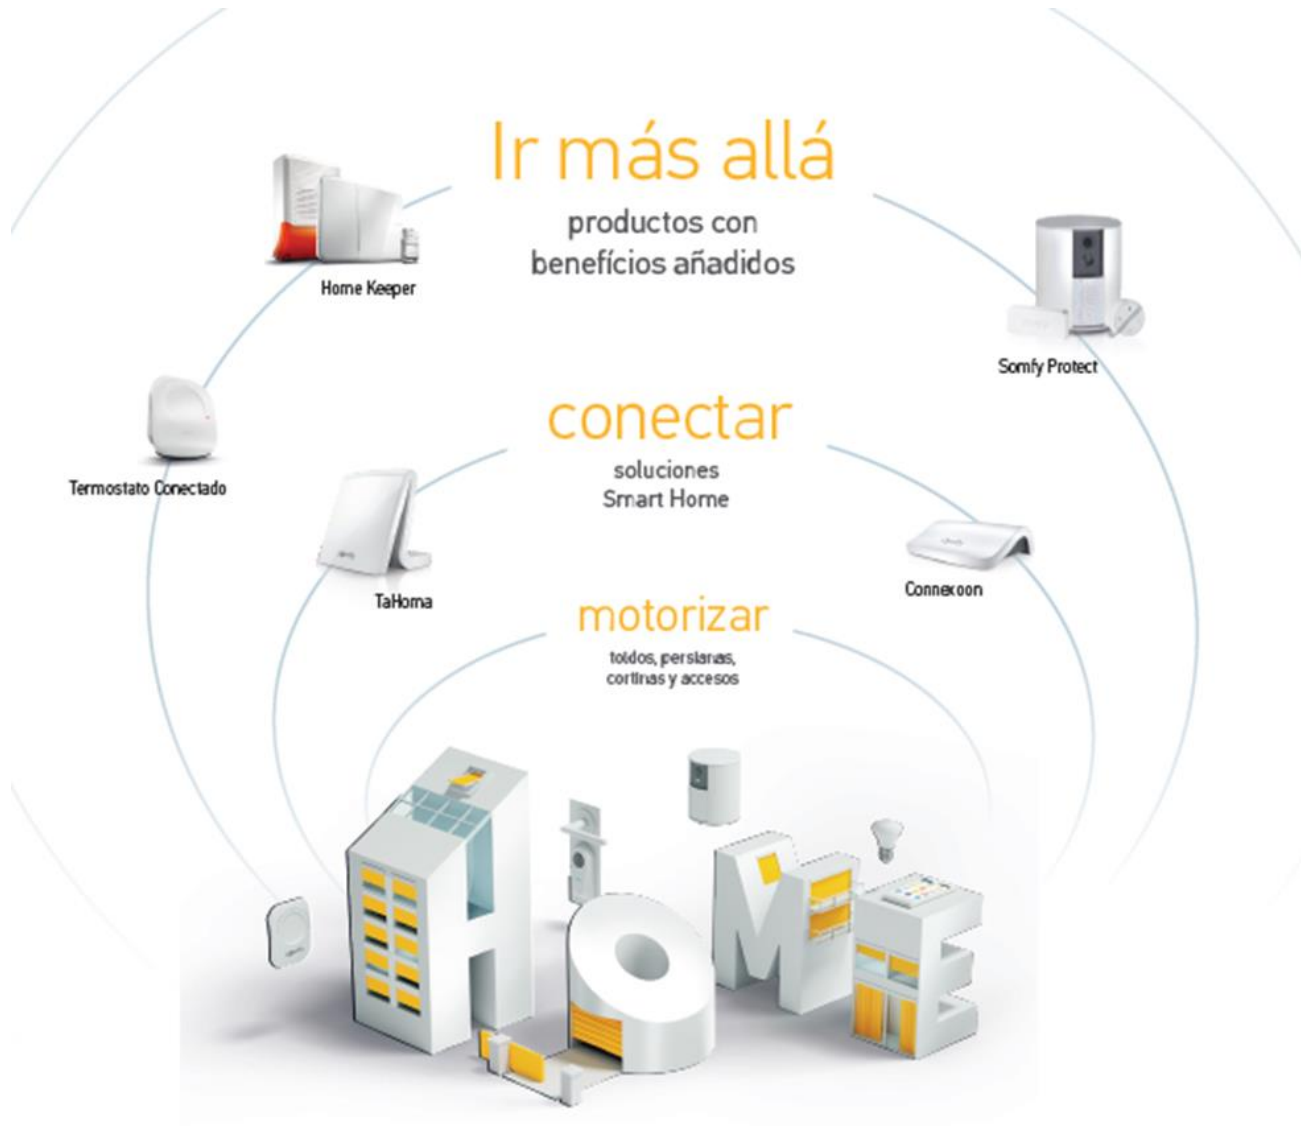 Ir más allá
productos con
benefícios añadidos
Home Keeper
Somfy Protect
conectar
soluciones
Smart Home
Termostato Conectado
TaHoma
Connexoon
motorizar
toldos, persianas,
cortinas y accesos
HOME